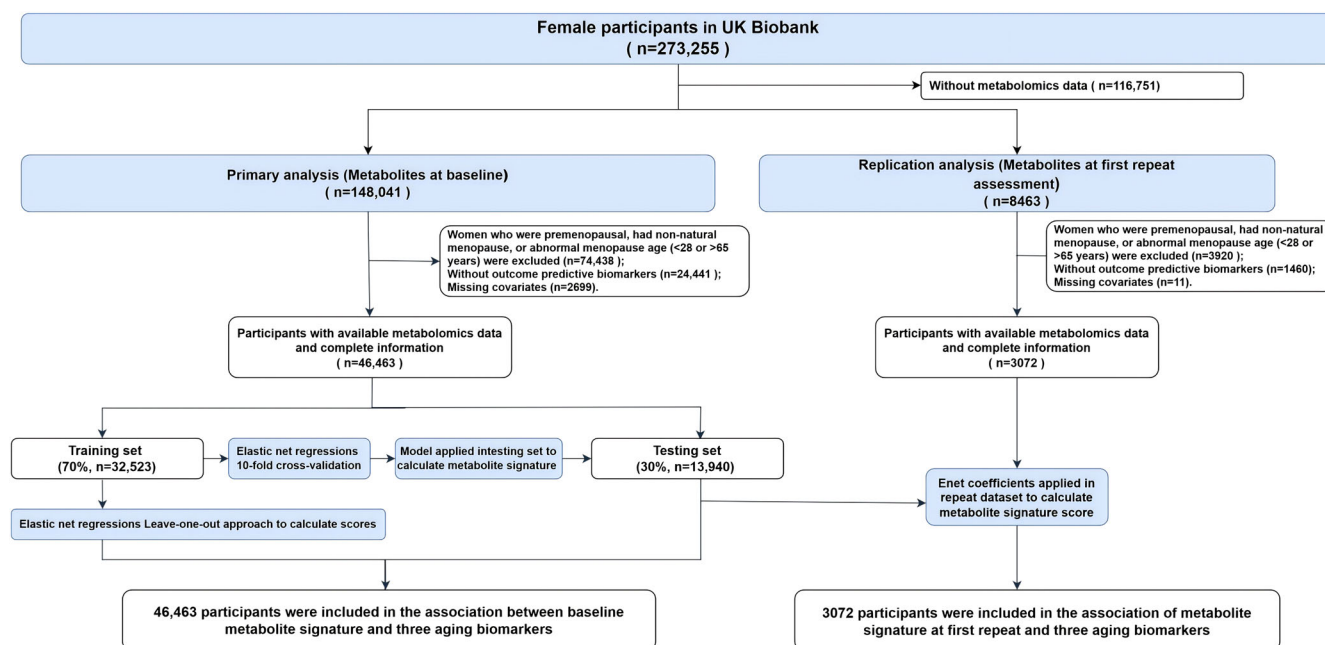 Female participants in UK Biobank
( n=273,255)
Without metabolomics data ( n=116,751)
Primary analysis (Metabolites at baseline)
( n=148,041 )
Replication analysis (Metabolites at first repeat
assessment)
( n=8463 )
Women who were premenopausal, had non-natural
menopause, or abnormal menopause age (<28 or >65
years) were excluded (n=74,438 );
Without outcome predictive biomarkers (n=24,441 );
Missing covariates (n=2699).
Women who were premenopausal, had non-natural
menopause, or abnormal menopause age (<28 or
>65 years) were excluded (n=3920 );
Without outcome predictive biomarkers (n=1460);
Missing covariates (n=11).
Participants with available metabolomics data
and complete information
( n=46,463 )
Participants with available metabolomics data
and complete information
( n=3072 )
Training set
(70%, n=32,523)
Elastic net regressions
10-fold cross-validation
Model applied intesting set to
calculate metabolite signature
Testing set
(30%, n=13,940)
Enet coefficients applied in
repeat dataset to calculate
metabolite signature score
Elastic net regressions Leave-one-out approach to calculate scores
46,463 participants were included in the association between baseline
metabolite signature and three aging biomarkers
3072 participants were included in the association of metabolite
signature at first repeat and three aging biomarkers